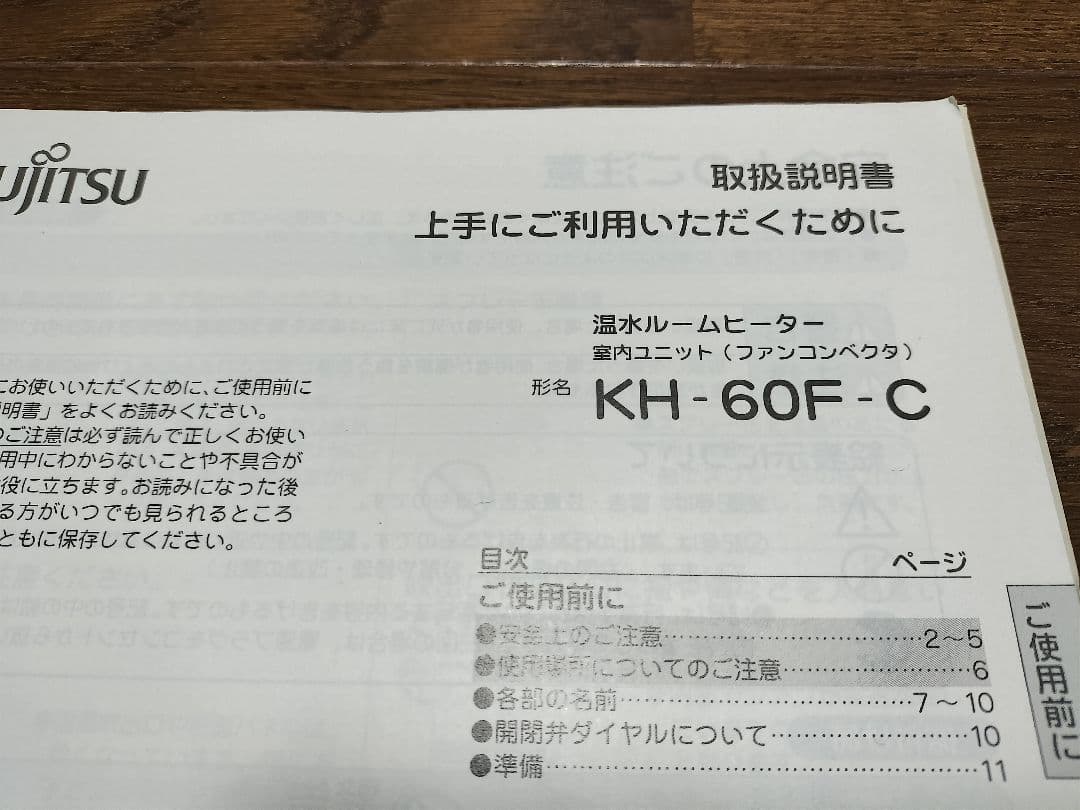 UJITSU
取扱説明書
上手にご利用いただくために
温水ルームヒーター
室内ユニット（ファンコンベクタ）
形名 KH-60F-C
にお使いいただくために、ご使用前に
明書」をよくお読みください。
のご注意は必ず読んで正しくお使い
用中にわからないことや不具合が
役に立ちます。お読みになった後
る方がいつでも見られるところ
ともに保存してください。
目次 ページ
ご使用前に
●安全上のご注意……………………2～5
●使用場所についてのご注意……………6
●各部の名前……………………7～10
●開閉弁ダイヤルについて……………10
●準備……………………………11
ご使用前に